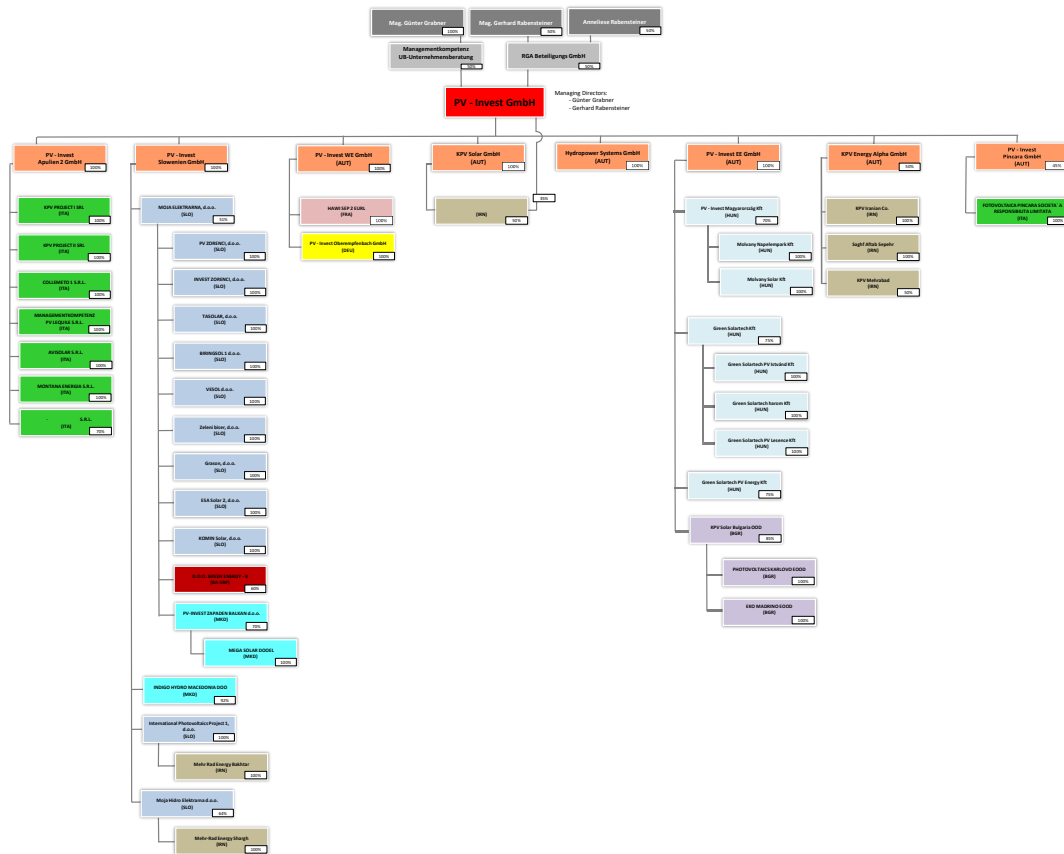 Mag. Günter Grabner
100%
Mag. Gerhard Rabensteiner
50%
Anneliese Rabensteiner
50%
Managementkompetenz
UB-Unternehmensberatung
50%
RGA Beteiligungs GmbH
50%
PV - Invest GmbH
Managing Directors:
- Günter Grabner
- Gerhard Rabensteiner
PV - Invest
Apulien 2 GmbH
100%
KPV PROJECT I SRL
(ITA)
100%
KPV PROJECT II SRL
(ITA)
100%
COLLEMETO 1 S.R.L.
(ITA)
100%
MANAGEMENTKOMPETENZ
PV LEQUILE S.R.L.
(ITA)
100%
AVISOLAR S.R.L.
(ITA)
100%
MONTANA ENERGIA S.R.L.
(ITA)
100%
- S.R.L.
(ITA)
70%
PV - Invest
Slowenien GmbH
100%
MOJA ELEKTRARNA, d.o.o.
(SLO)
51%
PV ZORENCI, d.o.o.
(SLO)
100%
INVEST ZORENCI, d.o.o.
(SLO)
100%
TASOLAR, d.o.o.
(SLO)
100%
BIRINGSOL 1 d.o.o.
(SLO)
100%
VESOL d.o.o.
(SLO)
100%
Zeleni biser, d.o.o.
(SLO)
100%
Grason, d.o.o.
(SLO)
100%
ESA Solar 2, d.o.o.
(SLO)
100%
KOMIN Solar, d.o.o.
(SLO)
100%
60%
PV-INVEST ZAPADEN BALKAN d.o.o.
(MKD)
70%
MEGA SOLAR DOOEL
(MKD)
100%
INDIGO HYDRO MACEDONIA DOO
(MKD)
International Photovoltaics Project 1,
d.o.o.
(SLO)
100%
Mehr Rad Energy Bakhtar
(IRN)
100%
Moja Hidro Elektrarna d.o.o.
(SLO)
64%
Mehr-Rad Energy Shargh
(IRN)
100%
PV - Invest WE GmbH
(AUT)
100%
HAWI SEP 2 EURL
(FRA)
100%
PV - Invest Oberempfenbach GmbH
(DEU)
100%
KPV Solar GmbH
(AUT)
100%
35%
(IRN)
50%
Hydropower Systems GmbH
(AUT)
100%
PV - Invest EE GmbH
(AUT)
100%
PV - Invest Magyarország Kft
(HUN)
70%
Molvany Napelempark Kft
(HUN)
100%
Molvany Solar Kft
(HUN)
100%
Green Solartech Kft
(HUN)
75%
Green Solartech PV Istvánd Kft
(HUN)
100%
Green Solartech harom Kft
(HUN)
100%
Green Solartech PV Lesence Kft
(HUN)
100%
Green Solartech PV Energy Kft
(HUN)
75%
KPV Solar Bulgaria OOD
(BGR)
PHOTOVOLTAICS KARLOVO EOOD
(BGR)
100%
EKO MADRINO EOOD
(BGR)
100%
KPV Energy Alpha GmbH
(AUT)
50%
KPV Iranian Co.
(IRN)
100%
Saghf Aftab Sepehr
(IRN)
100%
KPV Mehrabad
(IRN)
50%
PV - Invest
Pincara GmbH
(AUT)
45%
FOTOVOLTAICA PINCARA SOCIETA´ A
RESPONSIBILITA LIMITATA
(ITA)
100%